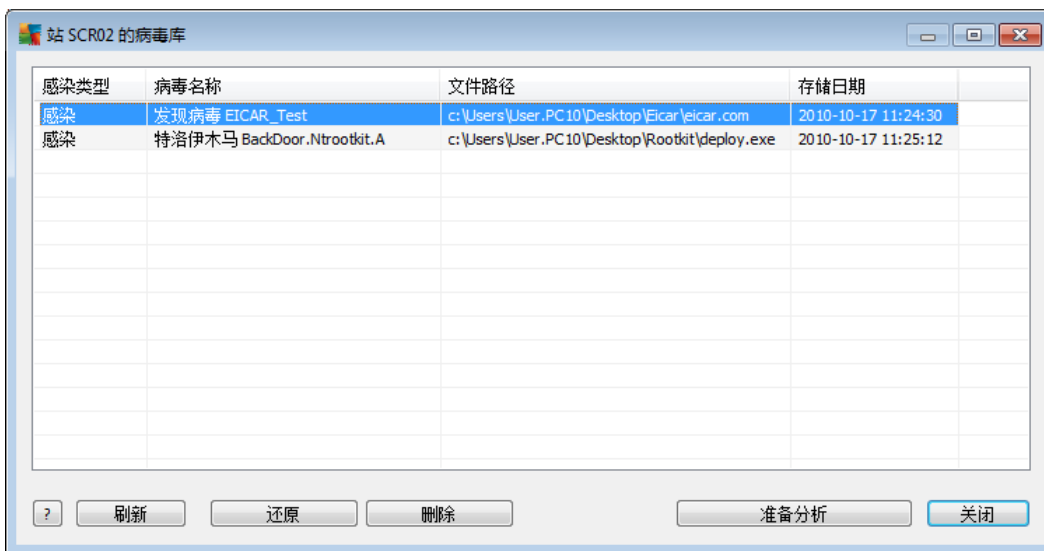 站 SCR02 的病毒库
感染类型 病毒名称 文件路径 存储日期
感染 发现病毒 EICAR_Test c:\Users\User.PC10\Desktop\Eicar\eicar.com 2010-10-17 11:24:30
感染 特洛伊木马 BackDoor.Ntrootkit.A c:\Users\User.PC10\Desktop\Rootkit\deploy.exe 2010-10-17 11:25:12
? 刷新 还原 删除 准备分析 关闭